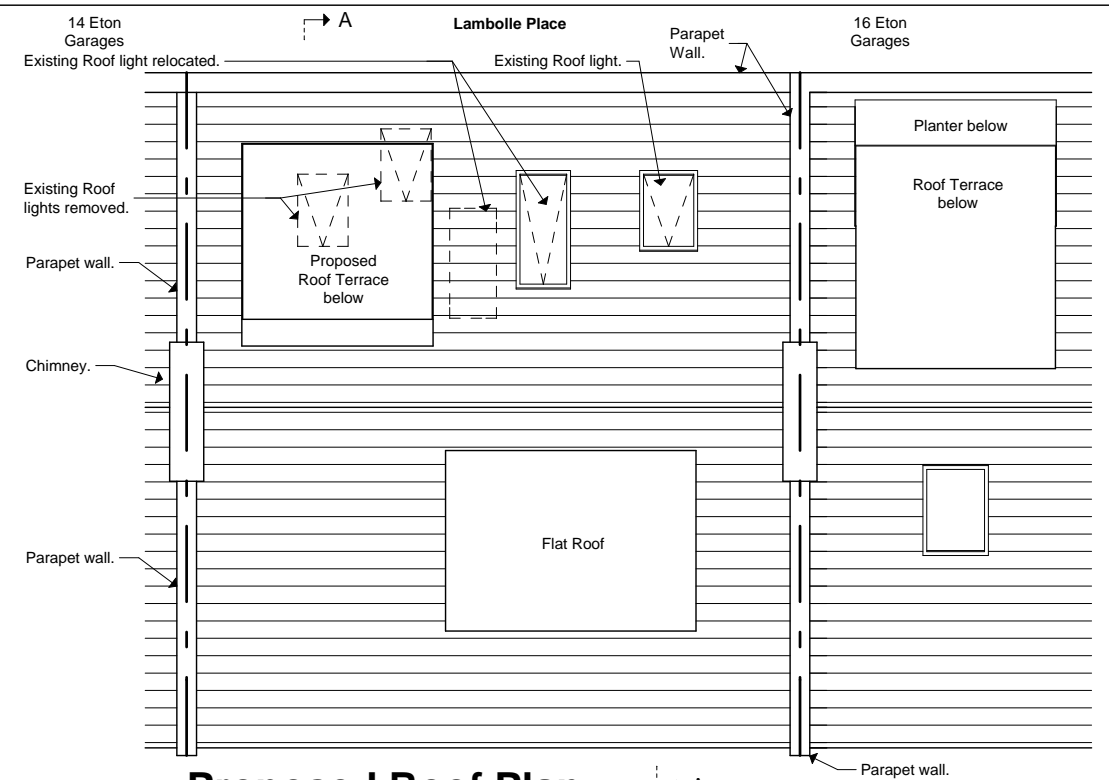 14 Eton
Garages
A
Lambolle Place
16 Eton
Garages
Parapet
Wall.
Existing Roof light relocated.
Existing Roof light.
Planter below
Roof Terrace
below
Existing Roof
lights removed.
Parapet wall.
Proposed
Roof Terrace
below
Chimney.
Flat Roof
Parapet wall.
Parapet wall.
Proposed Roof Plan